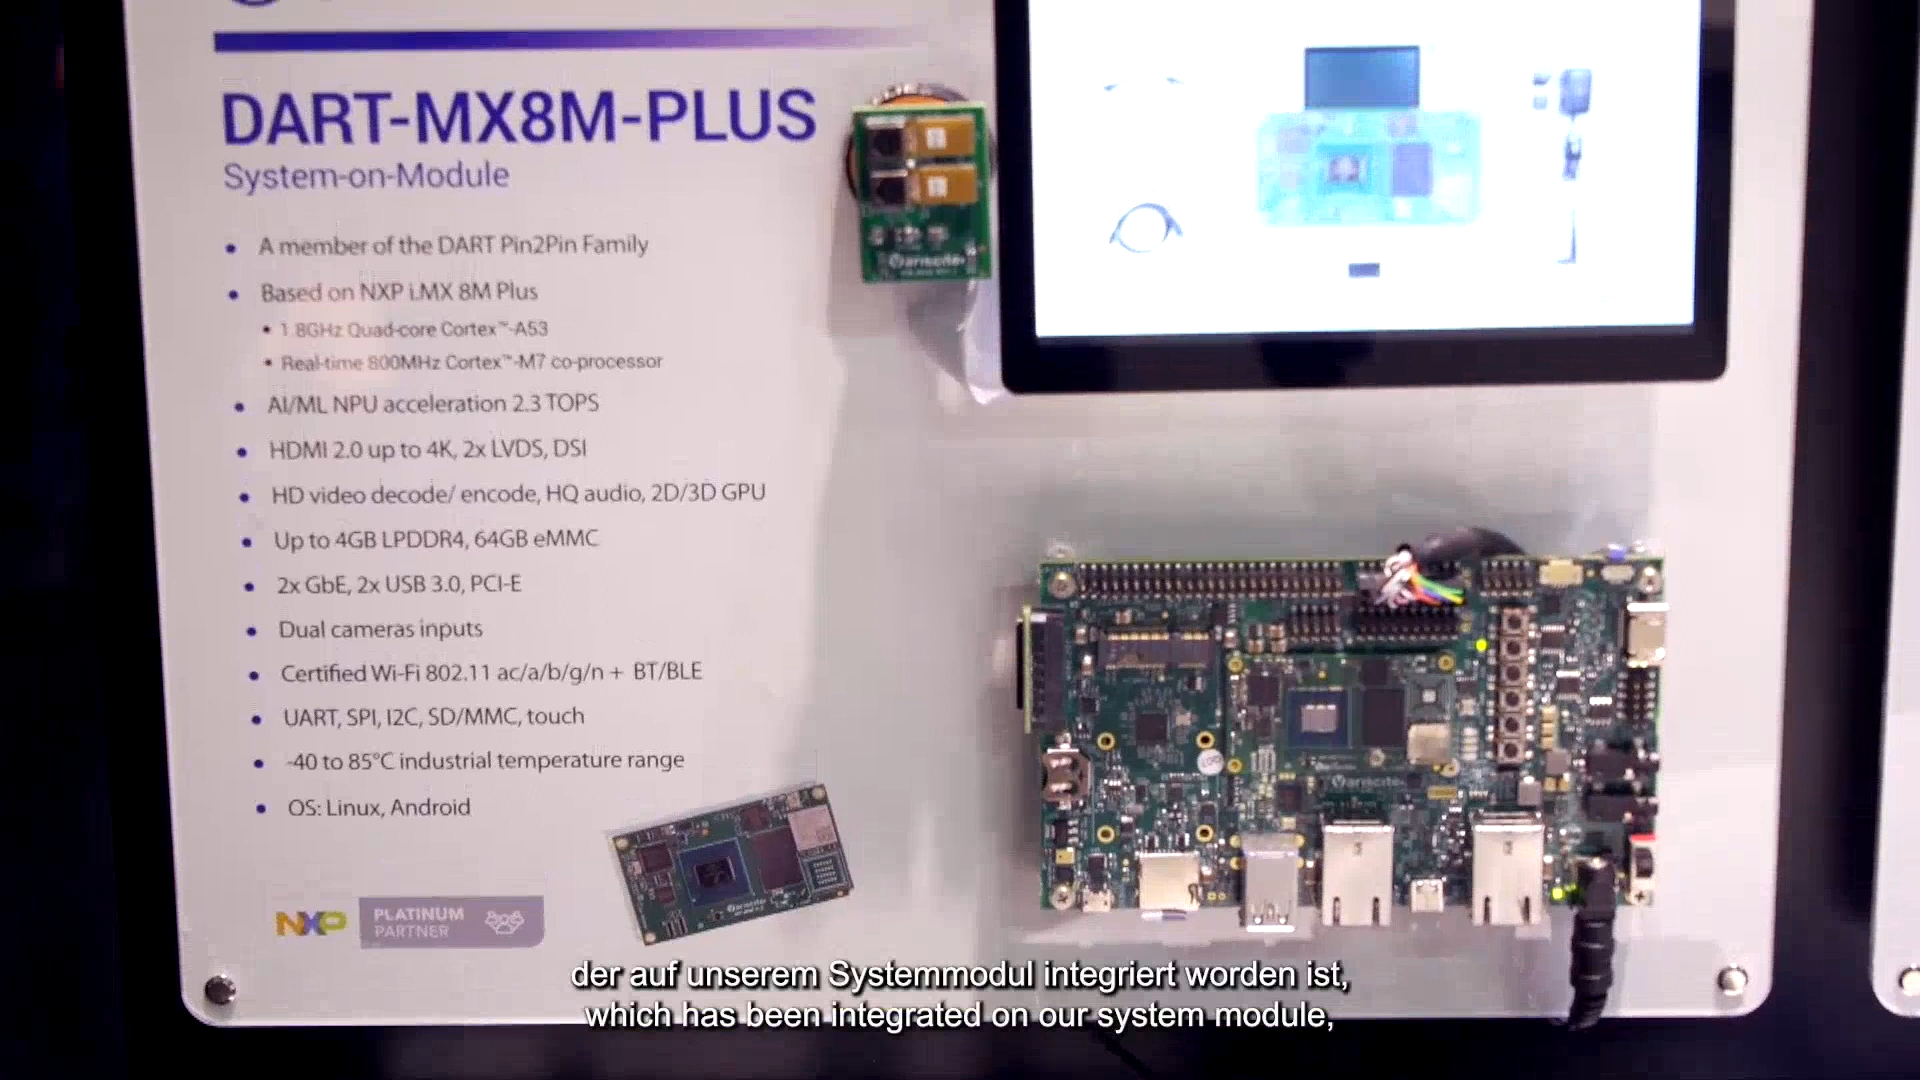 DART-MX8M-PLUS
System-on-Module
• A member of the DART Pin2Pin Family
• Based on NXP i.MX 8M Plus
• 1.8GHz Quad-core Cortex™-A53
• Real-time 800MHz Cortex™-M7 co-processor
• AI/ML NPU acceleration 2.3 TOPS
• HDMI 2.0 up to 4K, 2x LVDS, DSI
• HD video decode/ encode, HQ audio, 2D/3D GPU
• Up to 4GB LPDDR4, 64GB eMMC
• 2x GbE, 2x USB 3.0, PCI-E
• Dual cameras inputs
• Certified Wi-Fi 802.11 ac/a/b/g/n + BT/BLE
• UART, SPI, I2C, SD/MMC, touch
• -40 to 85°C industrial temperature range
• OS: Linux, Android
NXP
PLATINUM
PARTNER
variscite
variscite
variscite
der auf unserem Systemmodul integriert worden ist,
which has been integrated on our system module,